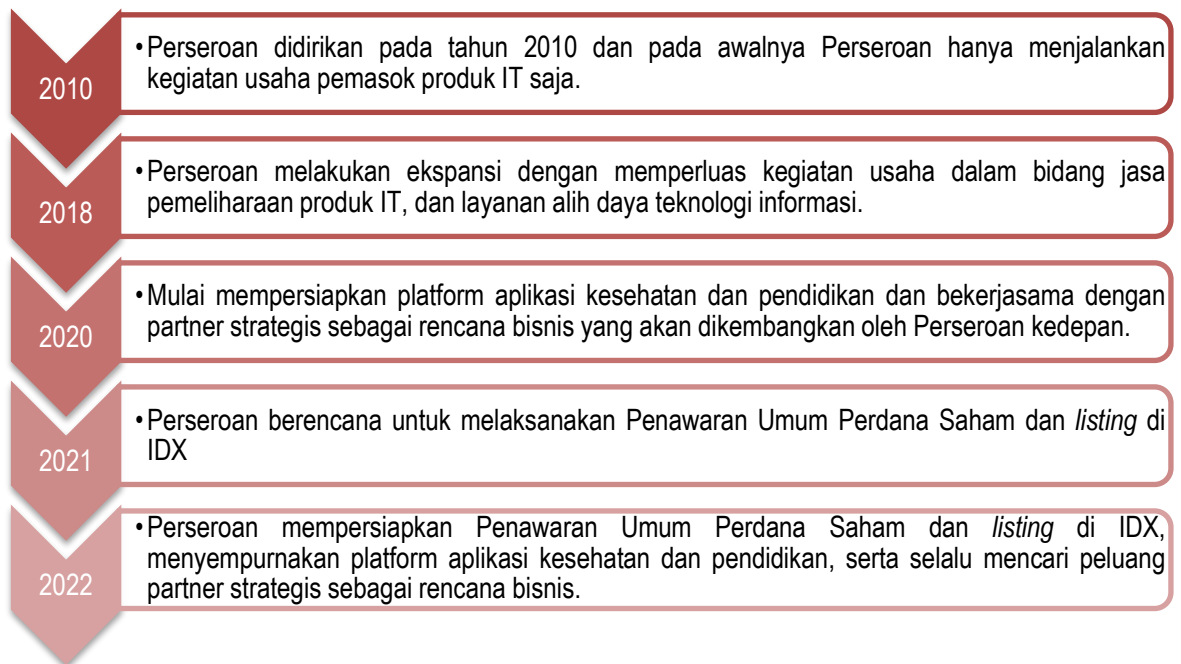 2010
•Perseroan didirikan pada tahun 2010 dan pada awalnya Perseroan hanya menjalankan
kegiatan usaha pemasok produk IT saja.
2018
•Perseroan melakukan ekspansi dengan memperluas kegiatan usaha dalam bidang jasa
pemeliharaan produk IT, dan layanan alih daya teknologi informasi.
2020
•Mulai mempersiapkan platform aplikasi kesehatan dan pendidikan dan bekerjasama dengan
partner strategis sebagai rencana bisnis yang akan dikembangkan oleh Perseroan kedepan.
2021
•Perseroan berencana untuk melaksanakan Penawaran Umum Perdana Saham dan listing di
IDX
2022
•Perseroan mempersiapkan Penawaran Umum Perdana Saham dan listing di IDX,
menyempurnakan platform aplikasi kesehatan dan pendidikan, serta selalu mencari peluang
partner strategis sebagai rencana bisnis.